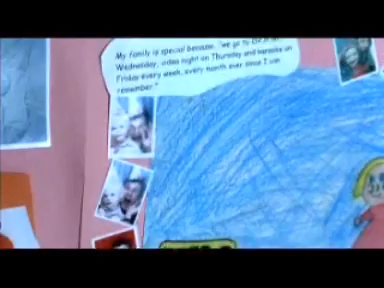 My family is special because, "we go to
Wednesday, video night on Thursday and karaoke on
Friday every week, every month ever since I can
remember."